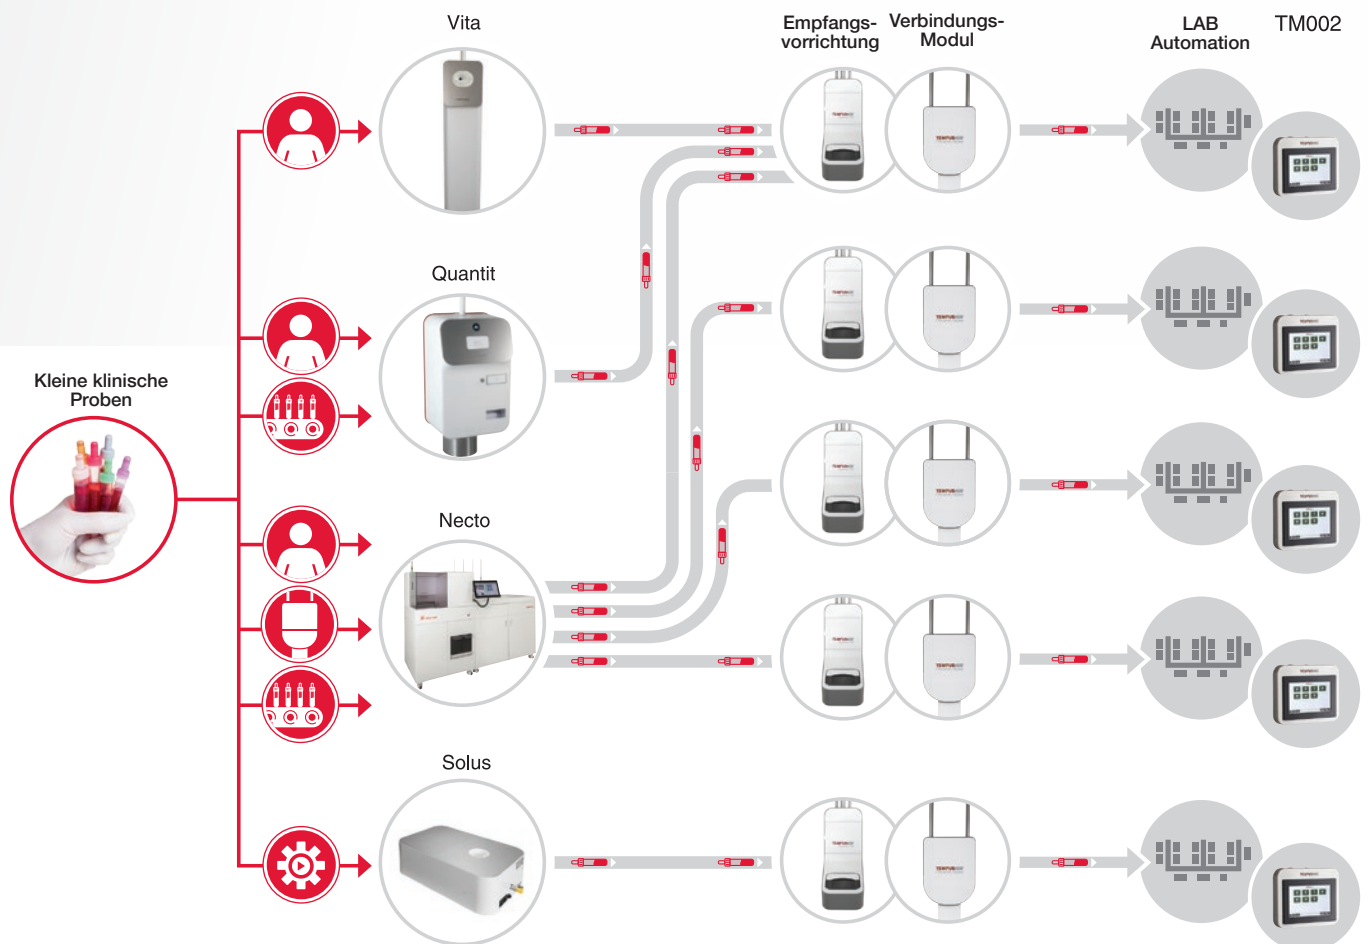 Vita
Empfangs-
vorrichtung
Verbindungs-
Modul
LAB
Automation
TM002
Quantit
Kleine klinische
Proben
Necto
Solus